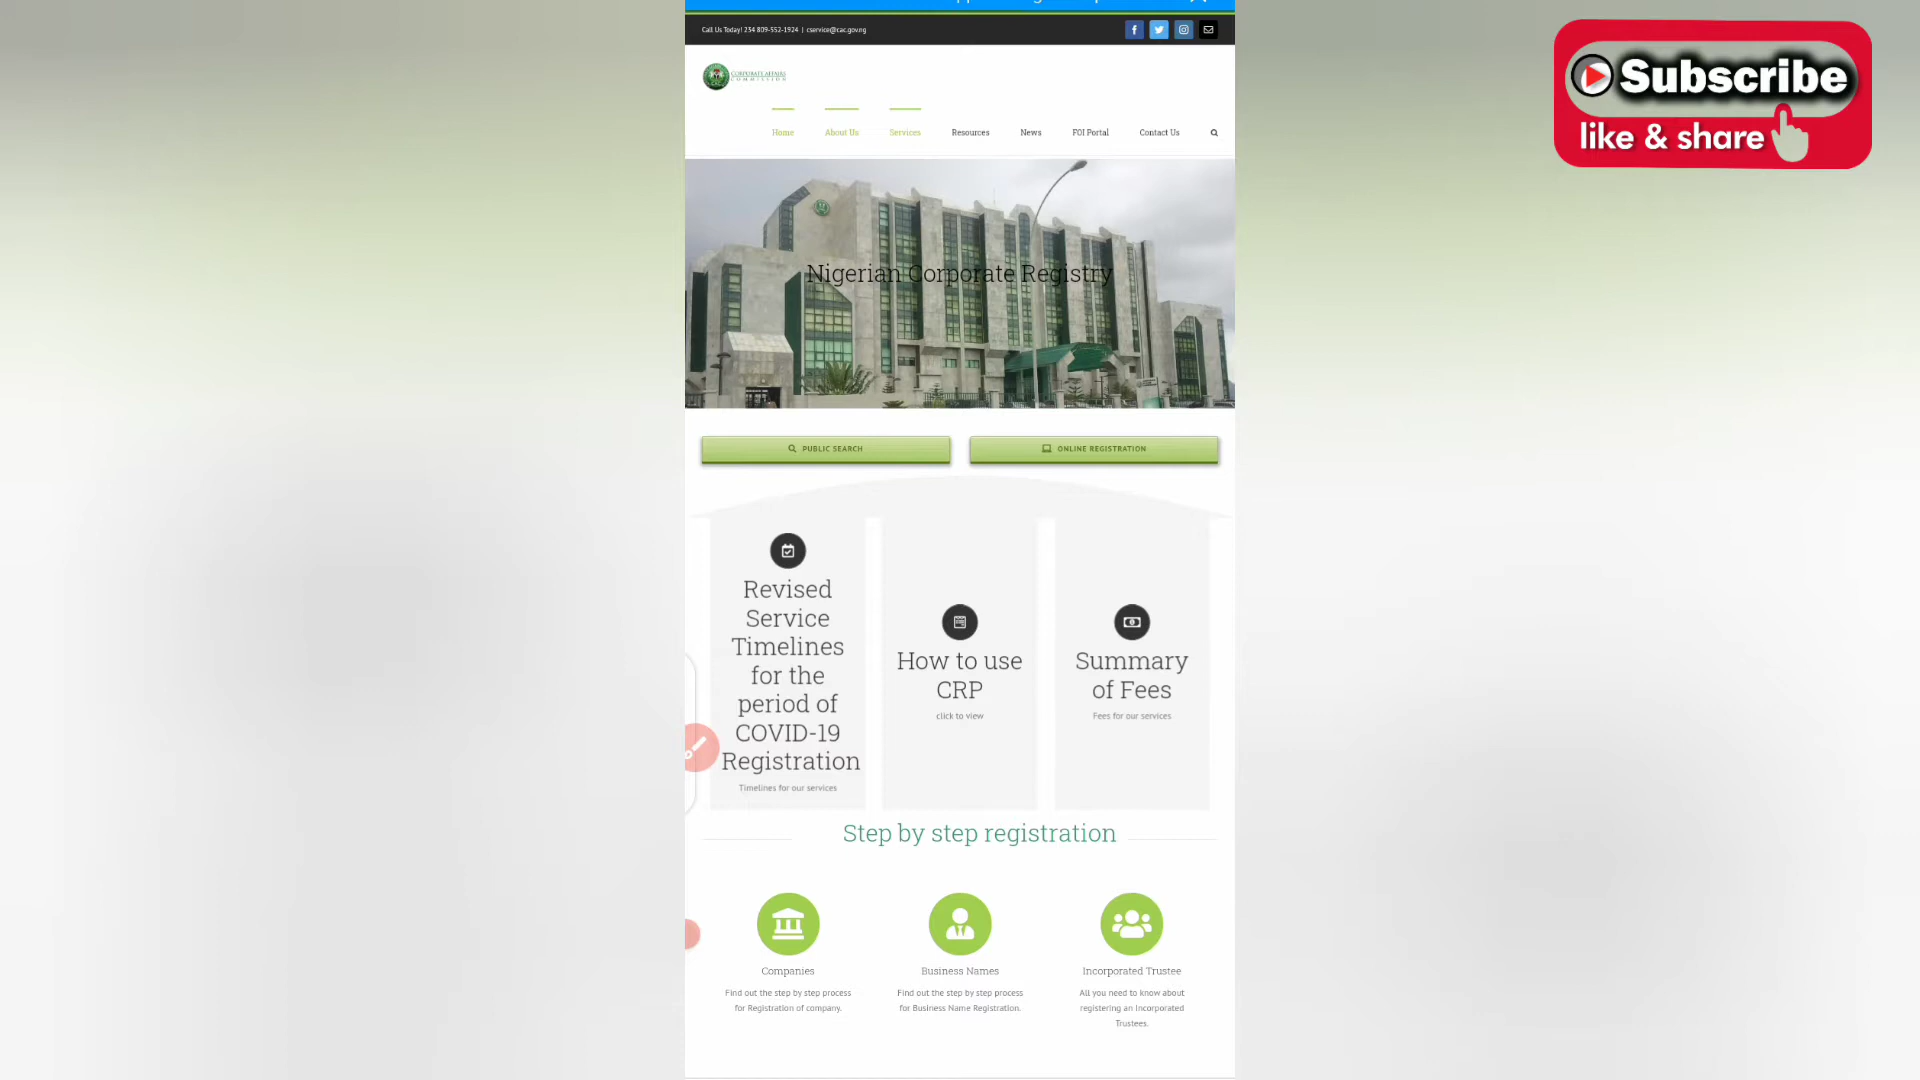 Call Us Today! 234 809-552-1924 | cservice@cac.gov.ng
CORPORATE AFFAIRS
COMMISSION
Home About Us Services Resources News FOI Portal Contact Us
Nigerian Corporate Registry
PUBLIC SEARCH ONLINE REGISTRATION
Revised
Service
Timelines
for the
period of
COVID-19
Registration
Timelines for our services
How to use
CRP
click to view
Summary
of Fees
Fees for our services
Step by step registration
Companies
Find out the step by step process
for Registration of company.
Business Names
Find out the step by step process
for Business Name Registration.
Incorporated Trustee
All you need to know about
registering an Incorporated
Trustees.
Subscribe
like & share